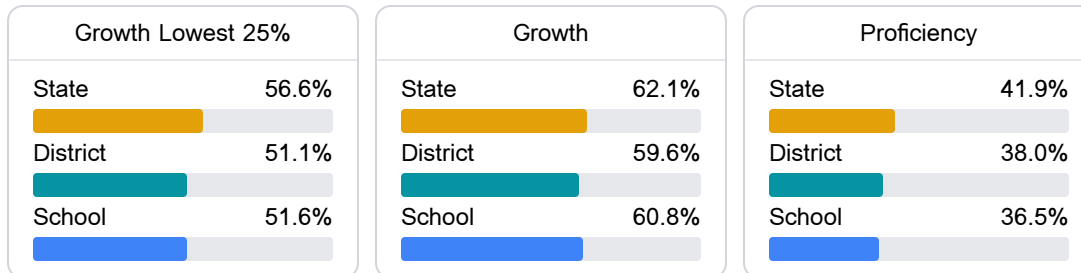 Growth Lowest 25%
State 56.6%
District 51.1%
School 51.6%
Growth
State 62.1%
District 59.6%
School 60.8%
Proficiency
State 41.9%
District 38.0%
School 36.5%